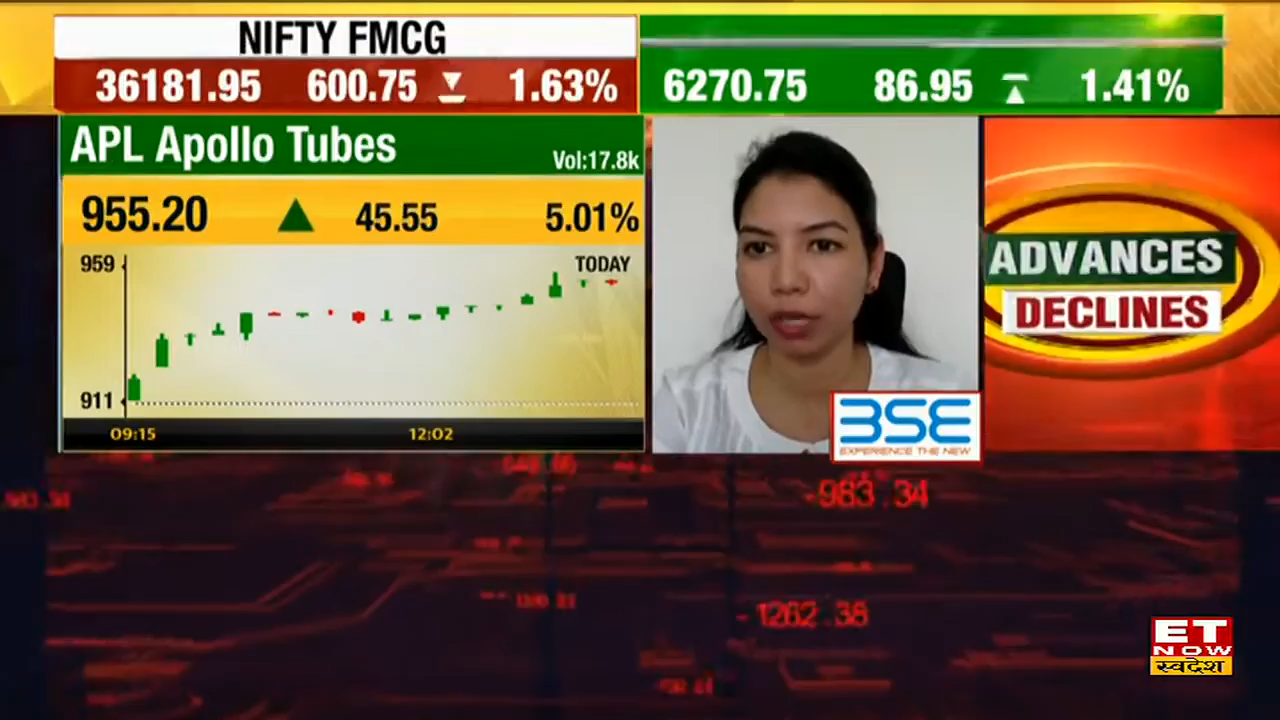 NIFTY FMCG
36181.95 600.75 1.63%
6270.75 86.95 1.41%
APL Apollo Tubes
Vol:17.8k
955.20 45.55 5.01%
959
TODAY
911
09:15 12:02
BSE
EXPERIENCE THE NEW
ADVANCES
DECLINES
-983.34
-1262.38
ET
NOW
स्वदेश